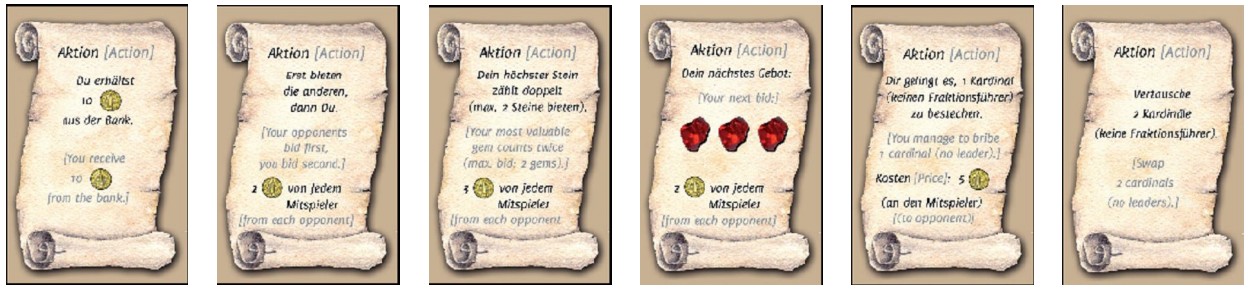 Aktion [Action]
Du erhältst
10
aus der Bank.
[You receive
10
from the bank.]
Aktion [Action]
Erst bieten
die anderen,
dann Du.
[Your opponents
bid first,
you bid second.]
2 von jedem
Mitspieler
[from each opponent]
Aktion [Action]
Dein höchster Stein
zählt doppelt
(max. 2 Steine bieten).
[Your most valuable
gem counts twice
(max. bid: 2 gems).]
3 von jedem
Mitspieler
[from each opponent
Aktion [Action]
Dein nächstes Gebot:
[Your next bid:]
2 von jedem
Mitspieler
[from each opponent]
Aktion [Action]
Dir gelingt es, 1 Kardinal
(keinen Fraktionsführer)
zu bestechen.
[You manage to bribe
1 cardinal (no leader).]
Kosten [Price]: 5
(an den Mitspieler)
[(to opponent)]
Aktion [Action]
Vertausche
2 Kardinäle
(keine Fraktionsführer).
[Swap
2 cardinals
(no leaders).]